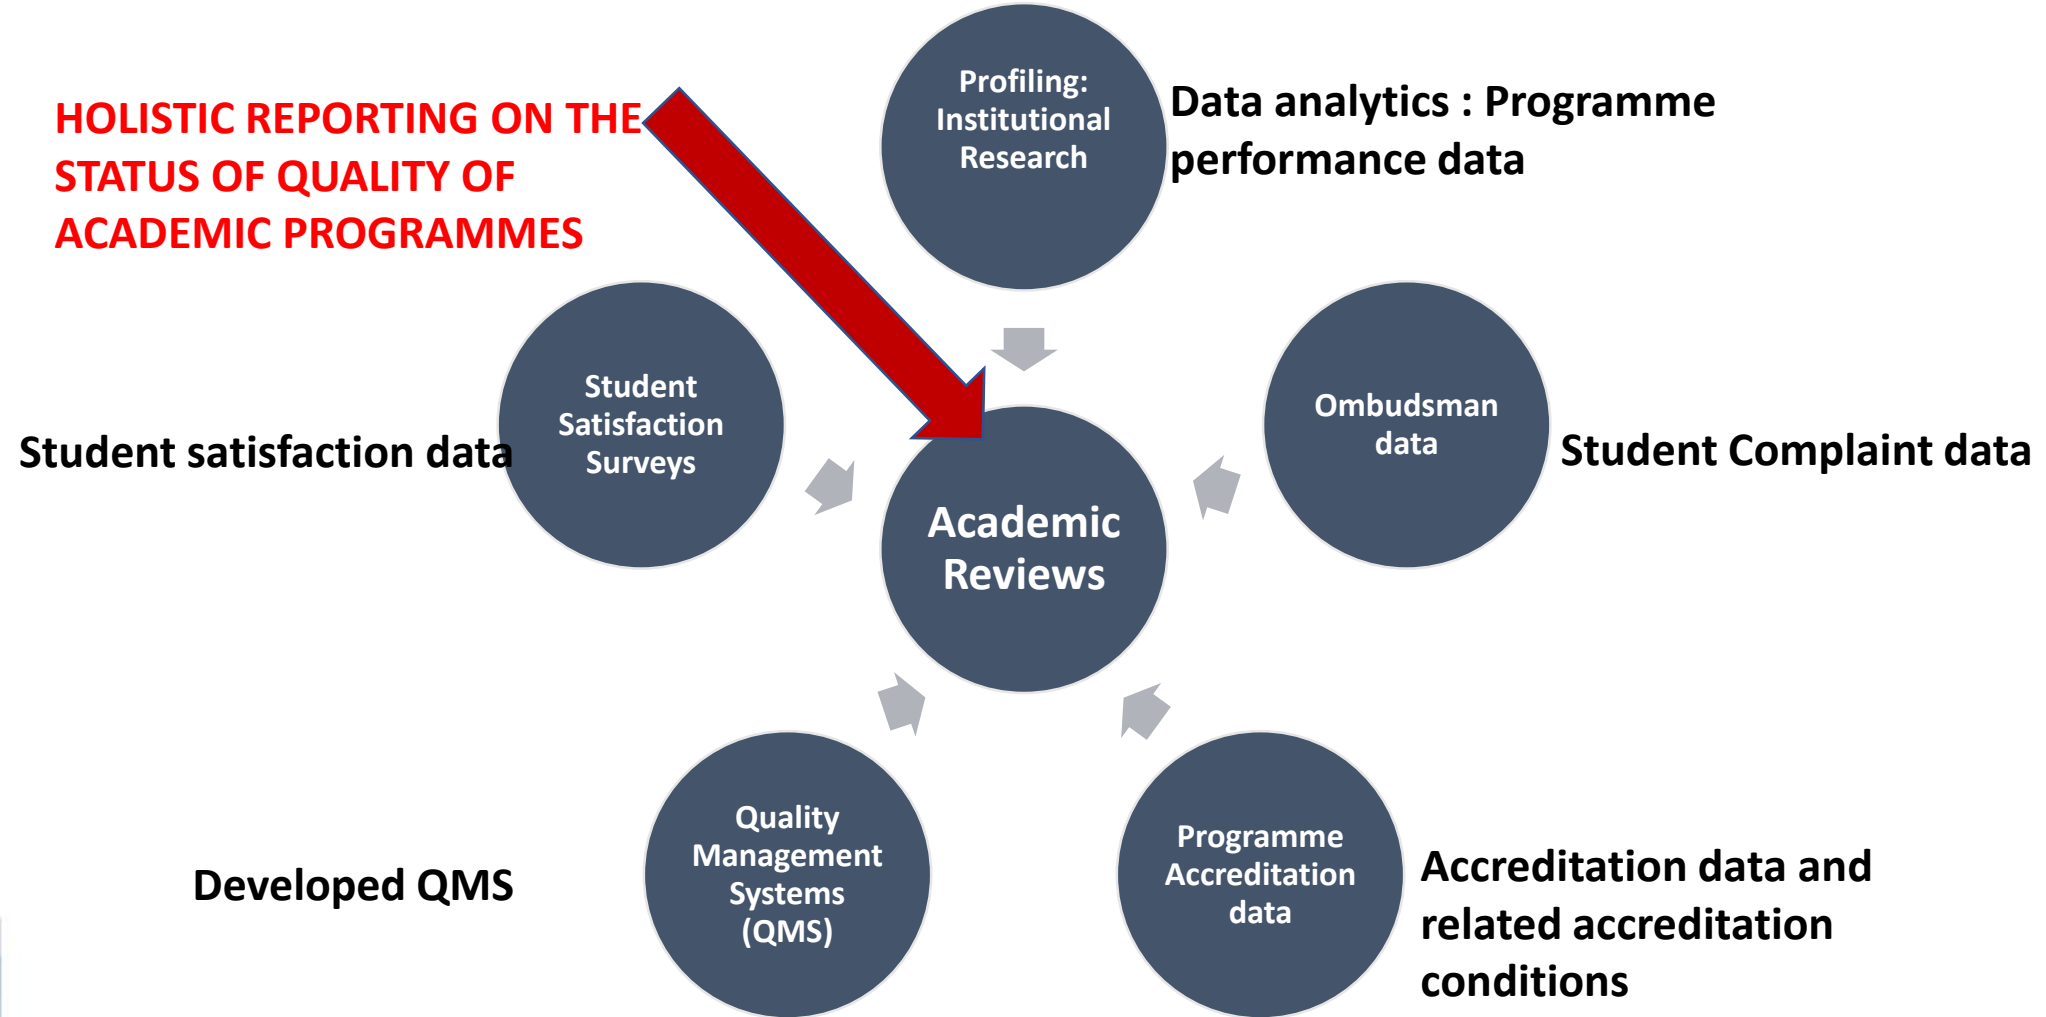 HOLISTIC REPORTING ON THE
STATUS OF QUALITY OF
ACADEMIC PROGRAMMES
Profiling:
Institutional
Research
Data analytics : Programme
performance data
Student satisfaction data
Student
Satisfaction
Surveys
Ombudsman
data
Student Complaint data
Academic
Reviews
Developed QMS
Quality
Management
Systems
(QMS)
Programme
Accreditation
data
Accreditation data and
related accreditation
conditions